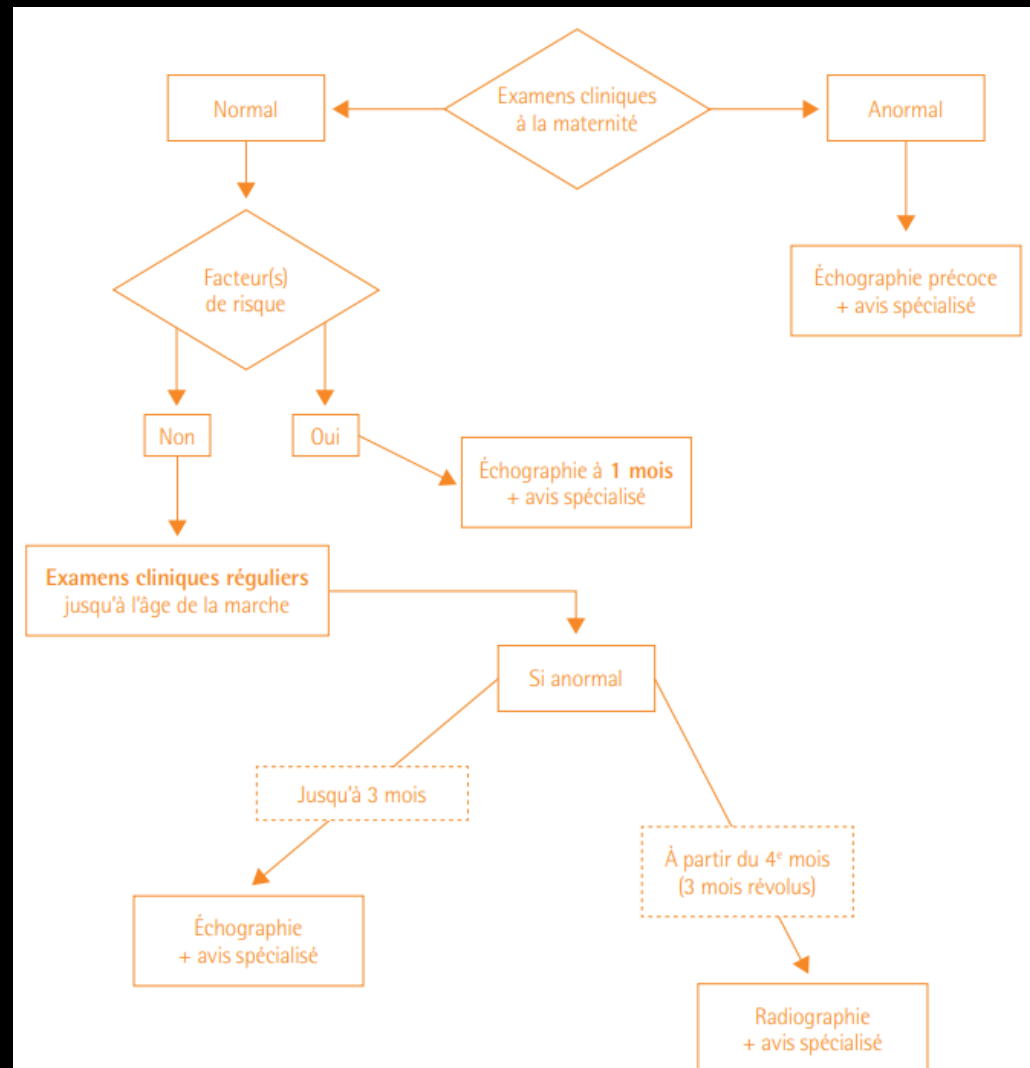 Examens cliniques
à la maternité
Normal
Anormal
Facteur(s)
de risque
Échographie précoce
+ avis spécialisé
Non
Oui
Échographie à 1 mois
+ avis spécialisé
Examens cliniques réguliers
jusqu'à l'âge de la marche
Si anormal
Jusqu'à 3 mois
À partir du 4e mois
(3 mois révolus)
Échographie
+ avis spécialisé
Radiographie
+ avis spécialisé